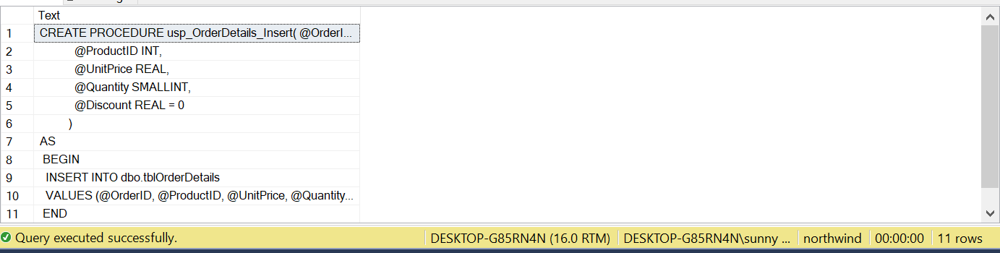 Text
1 CREATE PROCEDURE usp_OrderDetails_Insert( @OrderI...
2 @ProductID INT,
3 @UnitPrice REAL,
4 @Quantity SMALLINT,
5 @Discount REAL = 0
6 )
7 AS
8 BEGIN
9 INSERT INTO dbo.tblOrderDetails
10 VALUES (@OrderID, @ProductID, @UnitPrice, @Quantity...
11 END
Query executed successfully. DESKTOP-G85RN4N (16.0 RTM) DESKTOP-G85RN4N\sunny ... northwind 00:00:00 11 rows